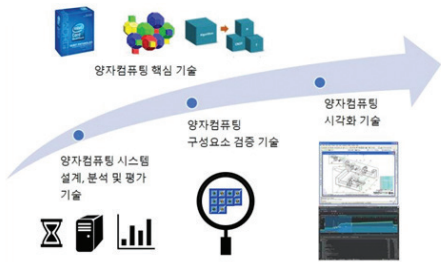 양자컴퓨팅 핵심 기술
양자컴퓨팅
시각화 기술
양자컴퓨팅
구성요소 검증 기술
양자컴퓨팅 시스템
설계, 분석 및 평가
기술